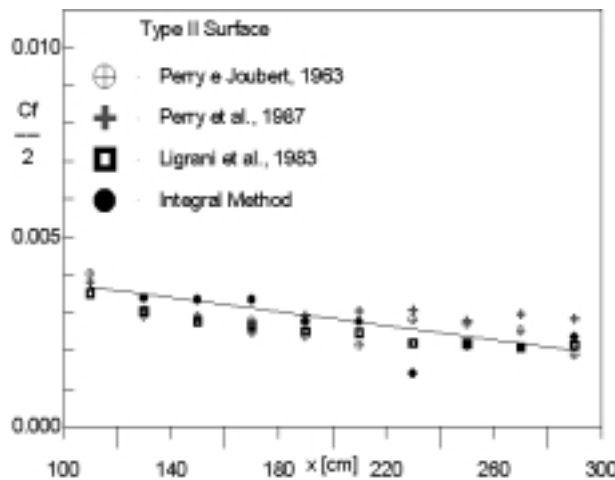 Type II Surface
0.010
Perry e Joubert, 1963
Cf
2
Perry et al., 1987
Ligrani et al., 1983
Integral Method
0.005
0.000
100 140 180 x [cm] 220 260 300